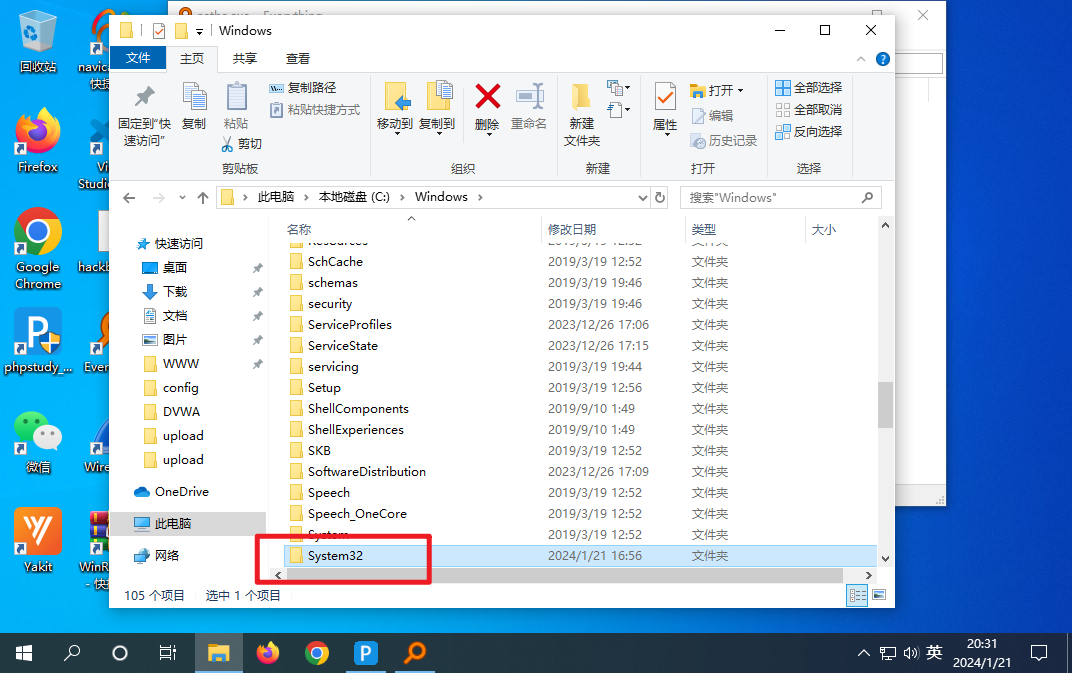 Windows
文件
主页
共享
查看
固定到"快
速访问"
复制
粘贴
复制路径
粘贴快捷方式
剪切
剪贴板
移动到
复制到
删除
重命名
组织
新建
文件夹
新建
属性
打开
编辑
历史记录
打开
全部选择
全部取消
反向选择
选择
此电脑
本地磁盘 (C:)
Windows
搜索"Windows"
名称
修改日期
类型
大小
Resources 2019/3/19 12:52 文件夹
SchCache 2019/3/19 12:52 文件夹
schemas 2019/3/19 19:46 文件夹
security 2019/3/19 19:46 文件夹
ServiceProfiles 2023/12/26 17:06 文件夹
ServiceState 2023/12/26 17:15 文件夹
servicing 2019/3/19 19:44 文件夹
Setup 2019/3/19 12:56 文件夹
ShellComponents 2019/9/10 1:49 文件夹
ShellExperiences 2019/9/10 1:49 文件夹
SKB 2019/3/19 12:52 文件夹
SoftwareDistribution 2023/12/26 17:09 文件夹
Speech 2019/3/19 12:52 文件夹
Speech_OneCore 2019/3/19 12:52 文件夹
System 2019/3/19 12:52 文件夹
System32 2024/1/21 16:56 文件夹
快速访问
桌面
下载
文档
图片
WWW
config
DVWA
upload
upload
OneDrive
此电脑
网络
105 个项目
选中 1 个项目
回收站
navica
快捷
Firefox
Vi
Studi
Google
Chrome
hackb
phpstudy_...
Ever
微信
Wire
Yakit
WinR
- 快捷
英
20:31
2024/1/21